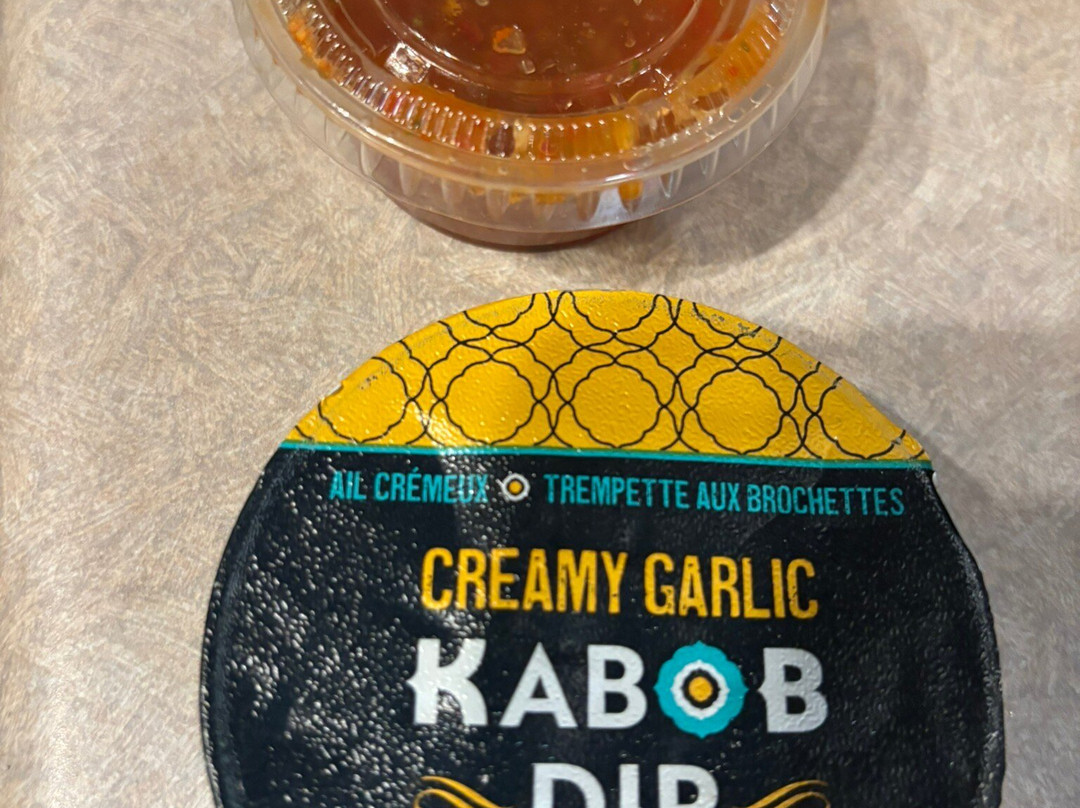 AIL CRÉMEUX TREMPETTE AUX BROCHETTES
CREAMY GARLIC
KABOB
DIP